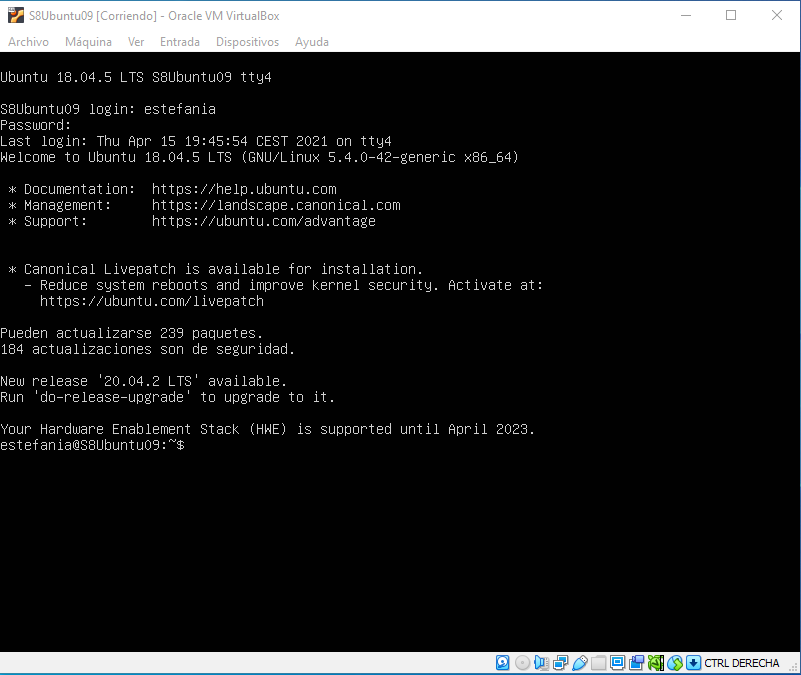 S8Ubuntu09 [Corriendo] - Oracle VM VirtualBox
Archivo Máquina Ver Entrada Dispositivos Ayuda
Ubuntu 18.04.5 LTS S8Ubuntu09 tty4
S8Ubuntu09 login: estefania
Password:
Last login: Thu Apr 15 19:45:54 CEST 2021 on tty4
Welcome to Ubuntu 18.04.5 LTS (GNU/Linux 5.4.0-42-generic x86_64)
* Documentation: https://help.ubuntu.com
* Management: https://landscape.canonical.com
* Support: https://ubuntu.com/advantage
* Canonical Livepatch is available for installation.
- Reduce system reboots and improve kernel security. Activate at:
https://ubuntu.com/livepatch
Pueden actualizarse 239 paquetes.
184 actualizaciones son de seguridad.
New release '20.04.2 LTS' available.
Run 'do-release-upgrade' to upgrade to it.
Your Hardware Enablement Stack (HWE) is supported until April 2023.
estefania@S8Ubuntu09:~$
CTRL DERECHA